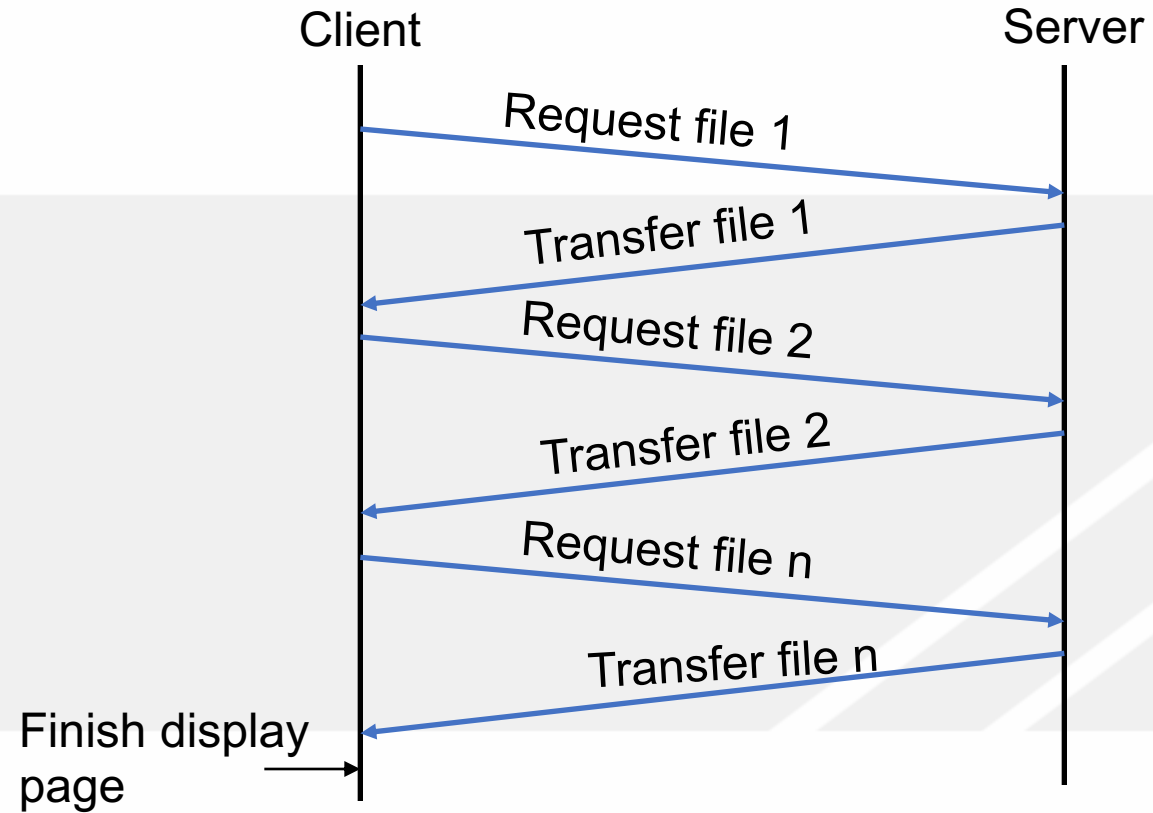 Client
Server
Request file 1
Transfer file 1
Request file 2
Transfer file 2
Request file n
Transfer file n
Finish display
page